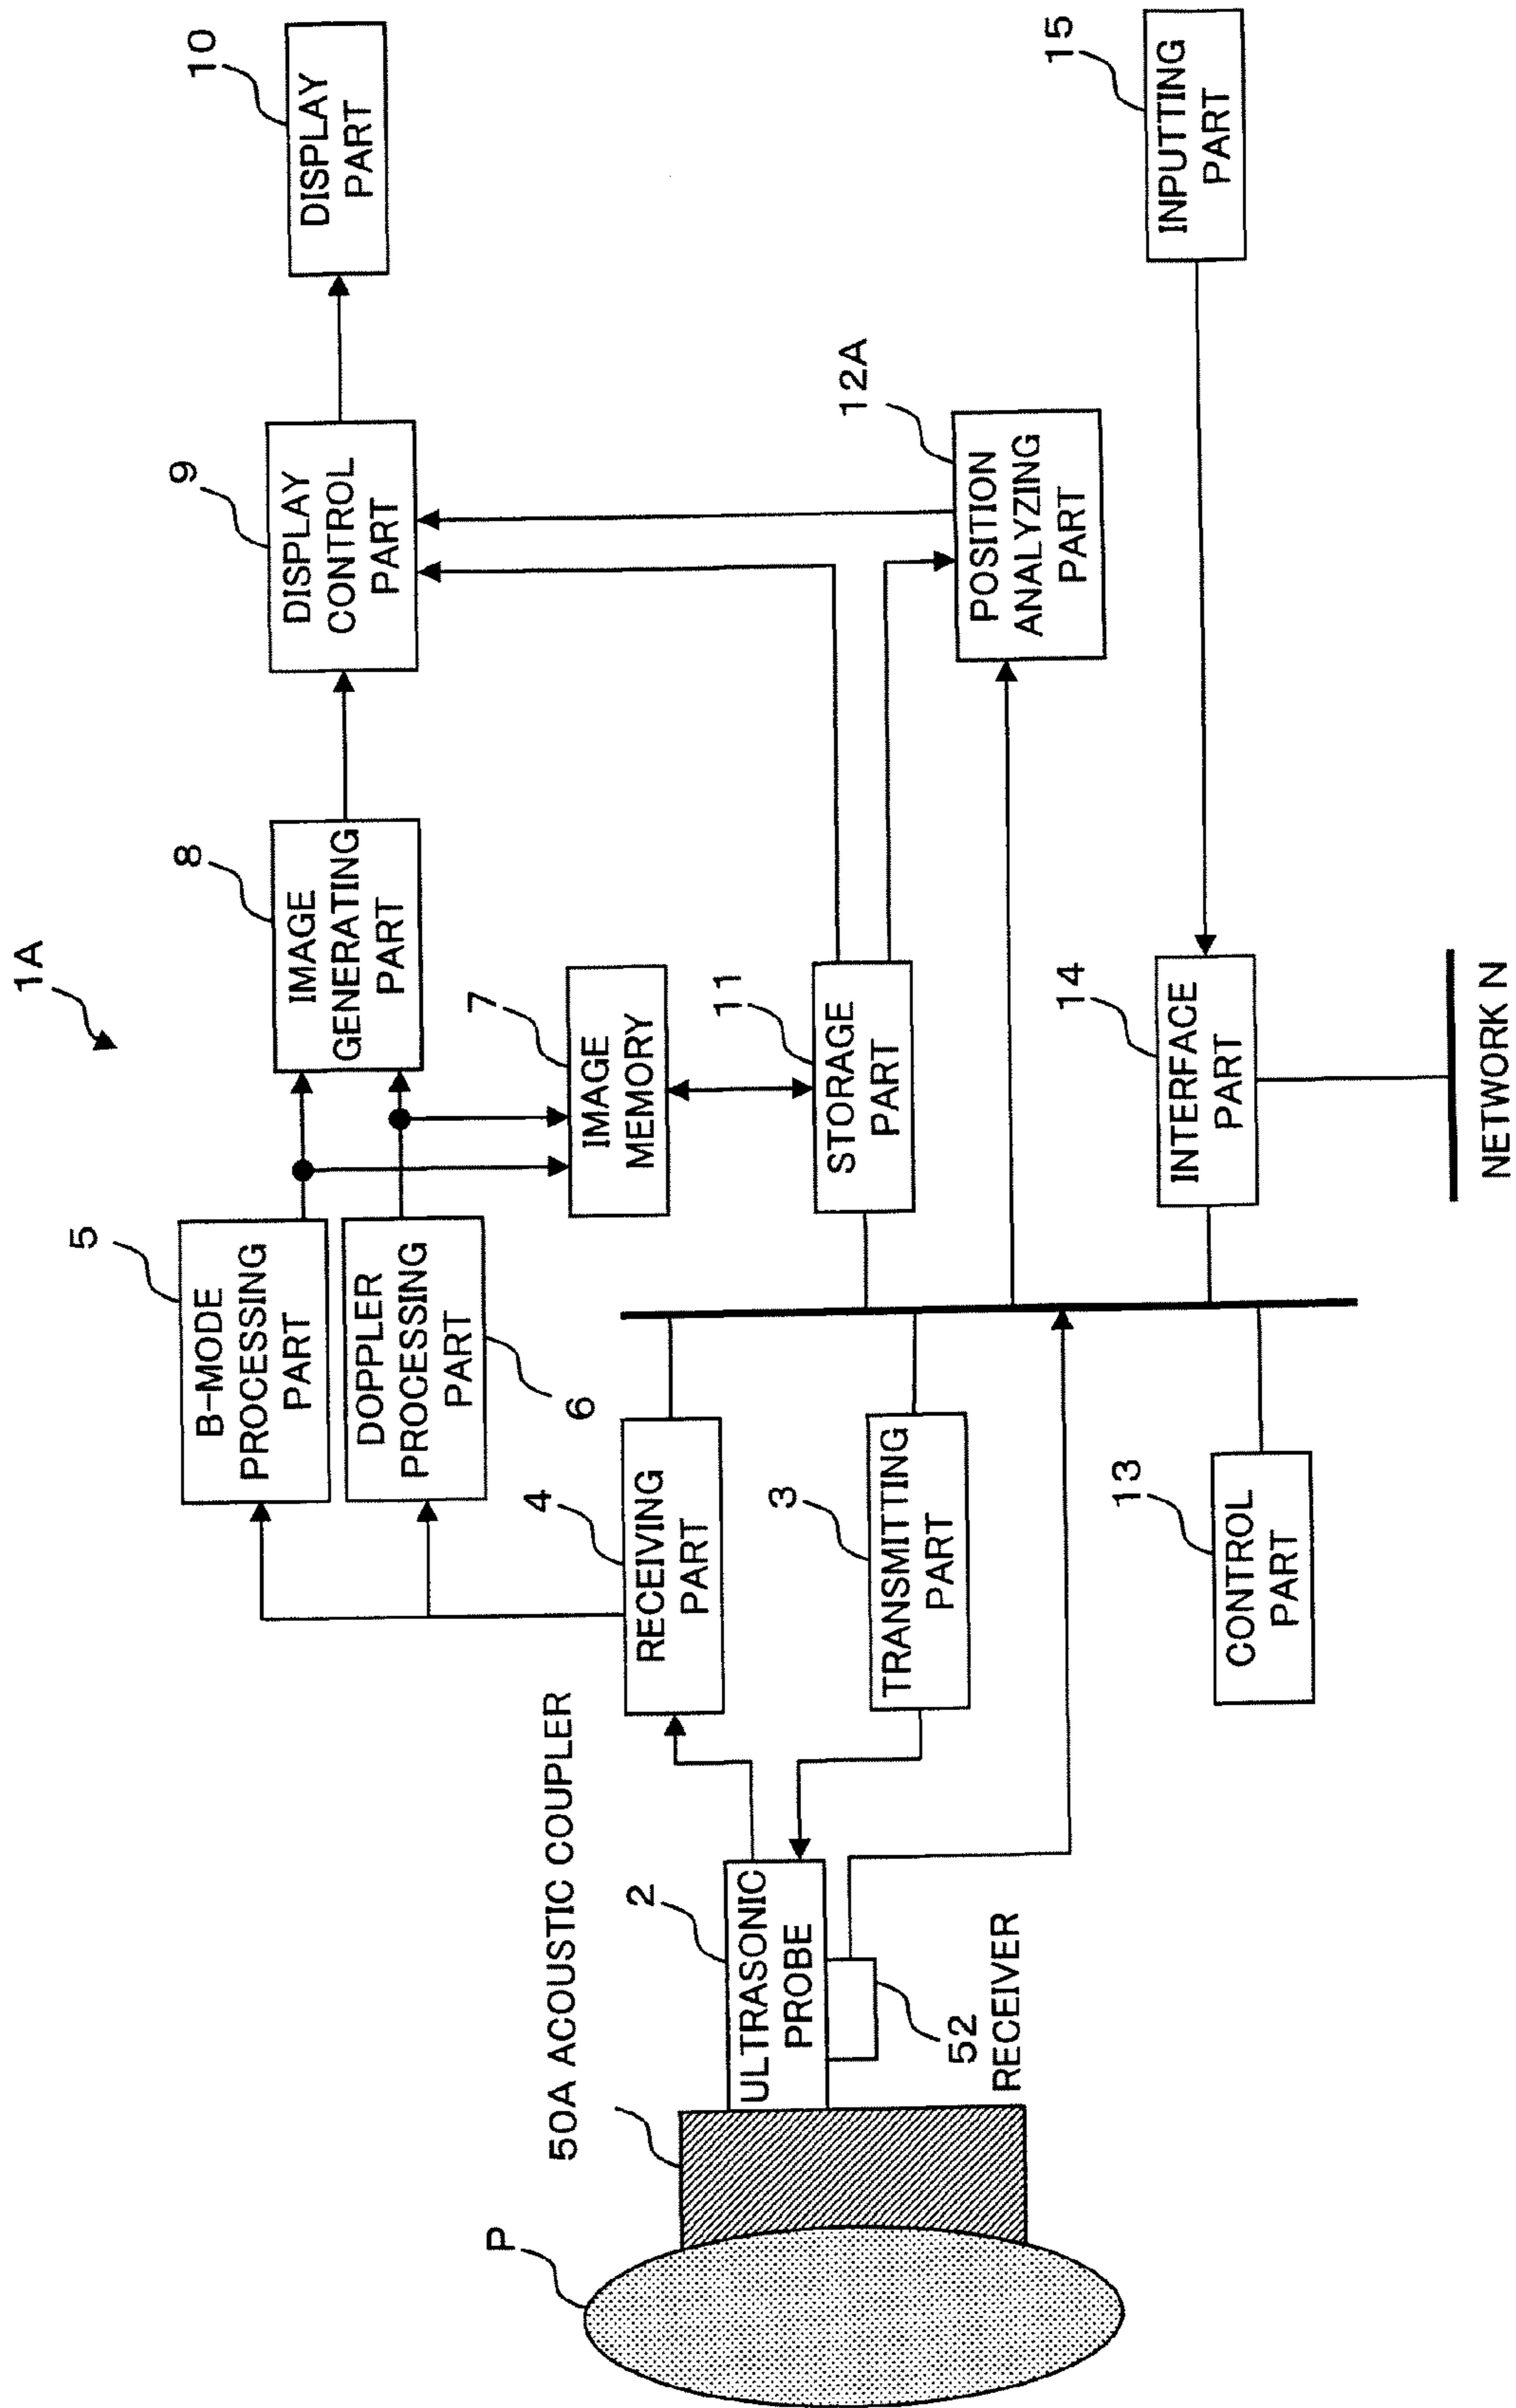 1A
5
B-MODE
PROCESSING
PART
DOPPLER
PROCESSING
PART
6
8
IMAGE
GENERATING
PART
9
DISPLAY
CONTROL
PART
10
DISPLAY
PART
7
IMAGE
MEMORY
50A ACOUSTIC COUPLER
4
RECEIVING
PART
P
2
ULTRASONIC
PROBE
52
RECEIVER
3
TRANSMITTING
PART
11
STORAGE
PART
12A
POSITION
ANALYZING
PART
13
CONTROL
PART
14
INTERFACE
PART
15
INPUTTING
PART
NETWORK N